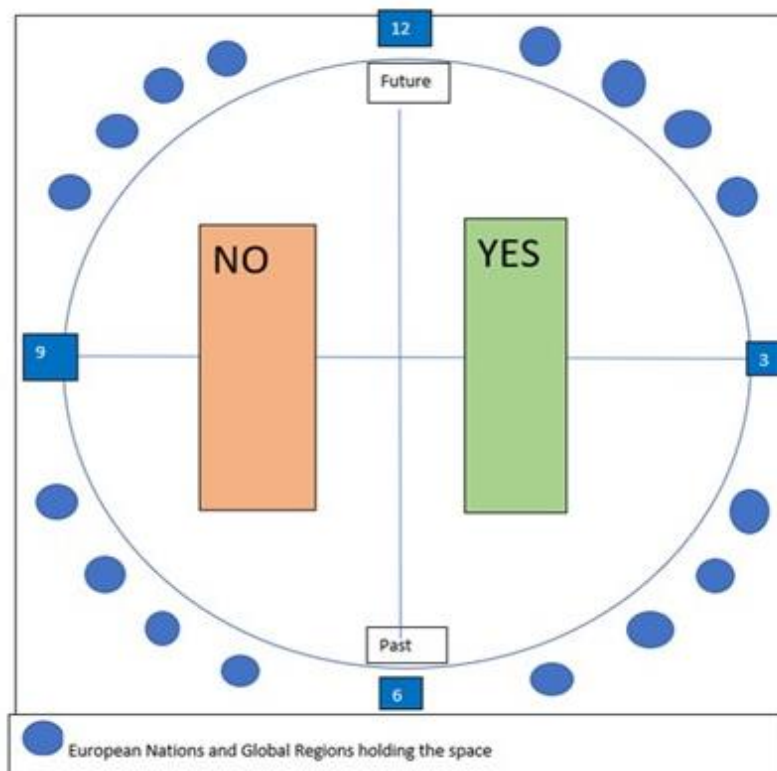 12
Future
NO
YES
9
3
Past
6
European Nations and Global Regions holding the space